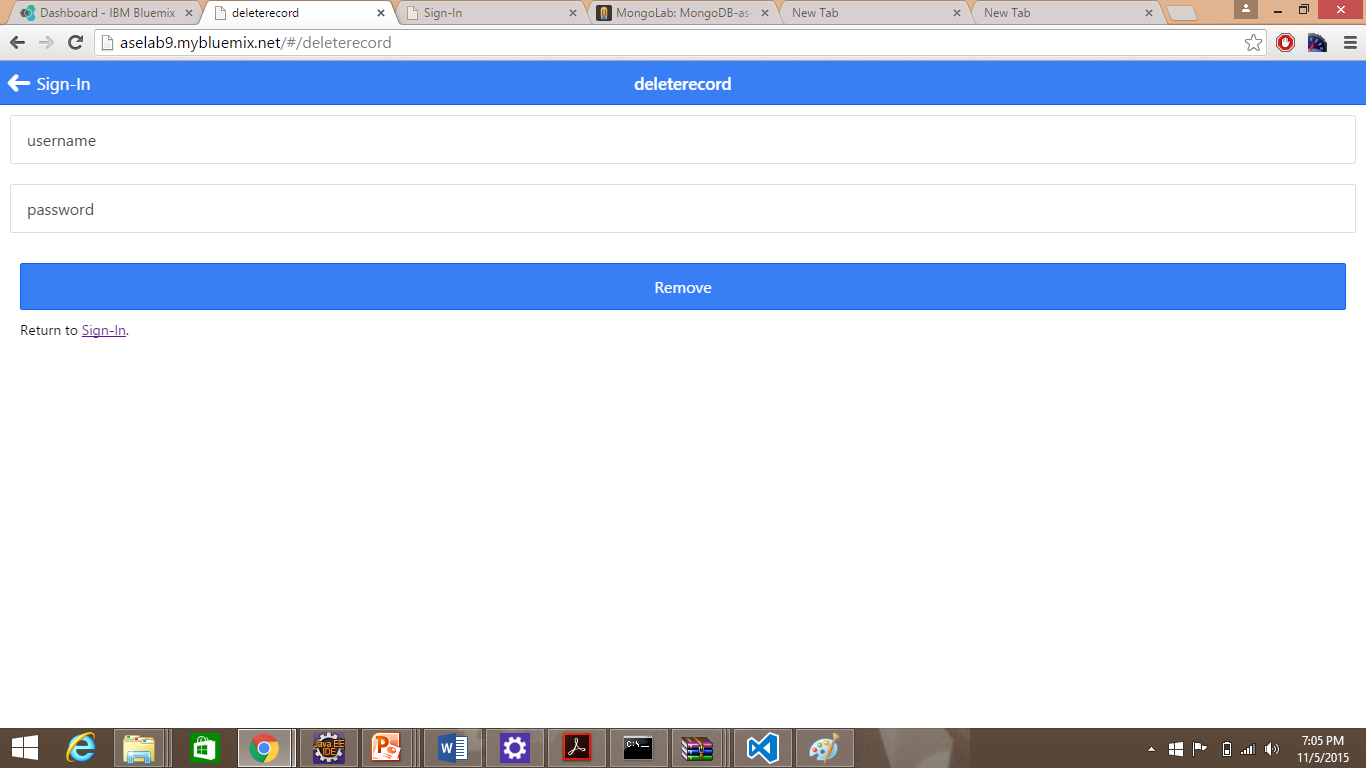 Dashboard - IBM Bluemix
deleterecord
Sign-In
MongoLab: MongoDB-as-
New Tab
New Tab
aselab9.mybluemix.net/#/deleterecord
Sign-In
deleterecord
username
password
Remove
Return to Sign-In.
Java EE
IDE
C:\_
7:05 PM
11/5/2015